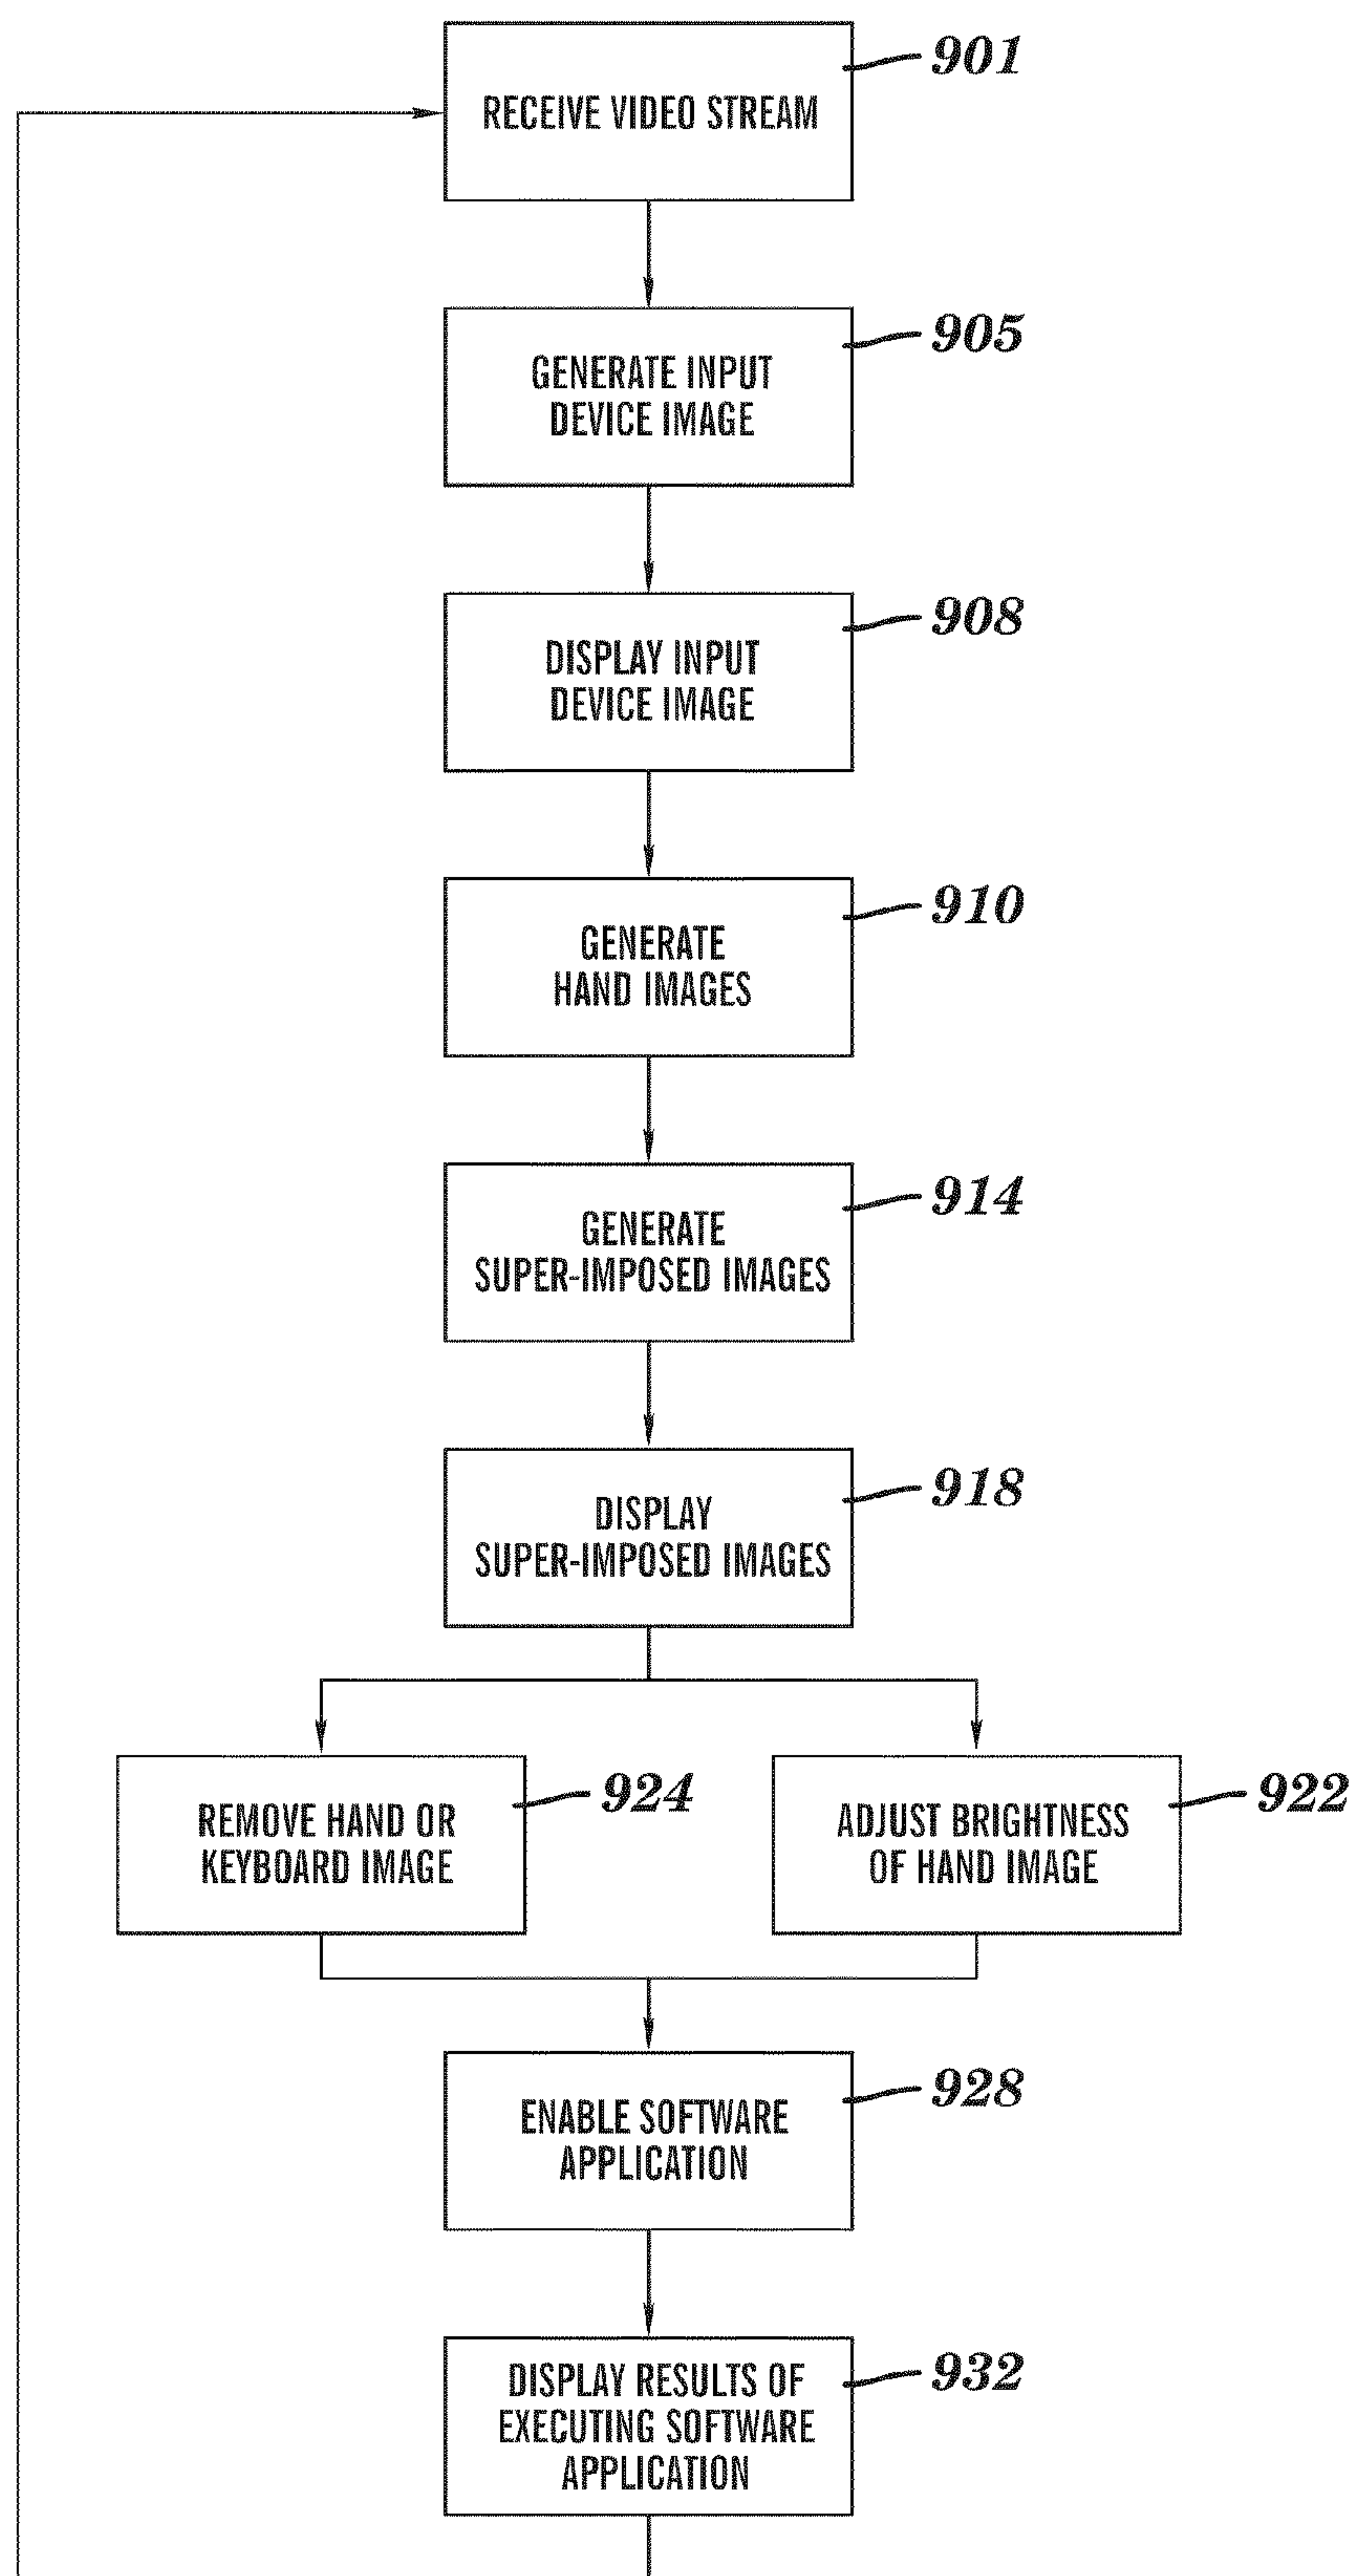 901
RECEIVE VIDEO STREAM
905
GENERATE INPUT
DEVICE IMAGE
908
DISPLAY INPUT
DEVICE IMAGE
910
GENERATE
HAND IMAGES
914
GENERATE
SUPER-IMPOSED IMAGES
918
DISPLAY
SUPER-IMPOSED IMAGES
924
REMOVE HAND OR
KEYBOARD IMAGE
922
ADJUST BRIGHTNESS
OF HAND IMAGE
928
ENABLE SOFTWARE
APPLICATION
932
DISPLAY RESULTS OF
EXECUTING SOFTWARE
APPLICATION